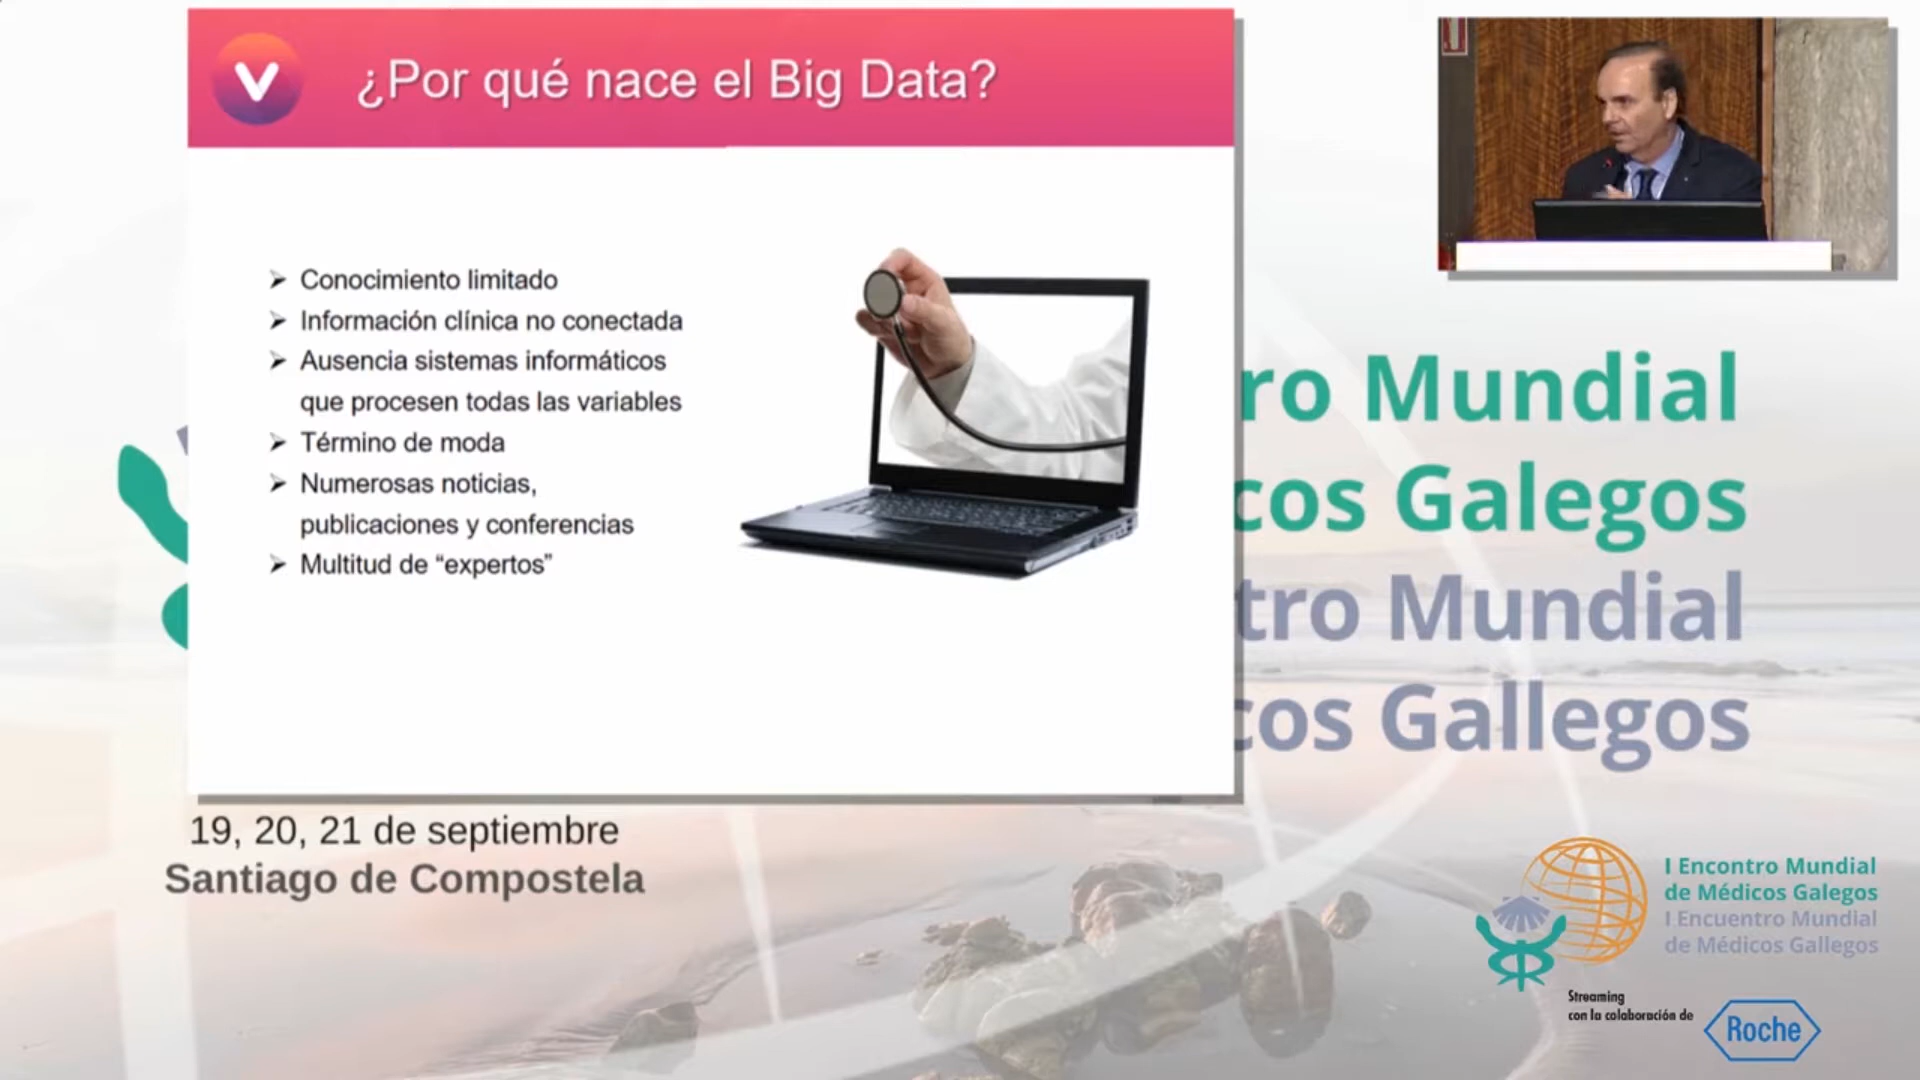 V
¿Por qué nace el Big Data?
Conocimiento limitado
Información clínica no conectada
Ausencia sistemas informáticos
que procesen todas las variables
Término de moda
Numerosas noticias,
publicaciones y conferencias
Multitud de “expertos”
ro Mundial
cos Galegos
tro Mundial
cos Gallegos
19, 20, 21 de septiembre
Santiago de Compostela
I Encontro Mundial
de Médicos Galegos
I Encuentro Mundial
de Médicos Gallegos
Streaming
con la colaboración de
Roche